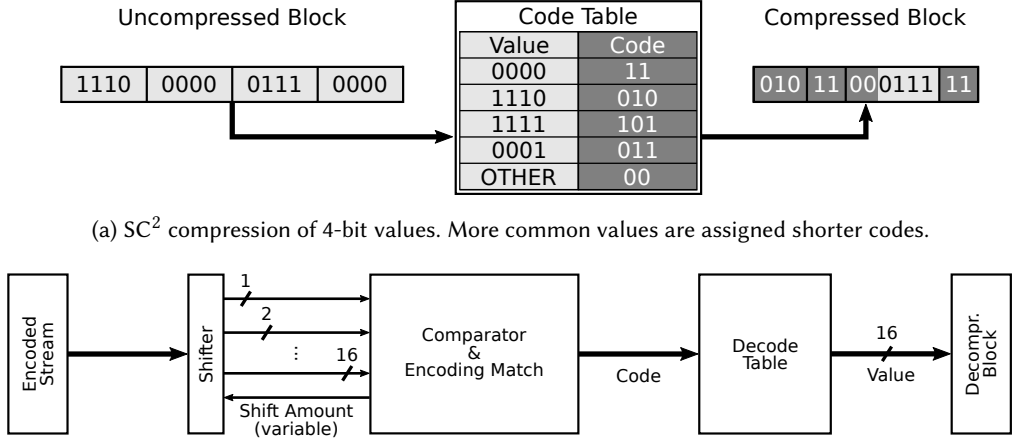 Uncompressed Block Code Table Compressed Block
Value Code
0000 11
1110 010
1111 101
0001 011
OTHER 00
1110 0000 0111 0000
010 11 00 0111 11
(a) SC² compression of 4-bit values. More common values are assigned shorter codes.
Encoded
Stream
Shifter
1
2
...
16
Shift Amount
(variable)
Comparator
&
Encoding Match
Code
Decode
Table
16
Value
Decompr.
Block